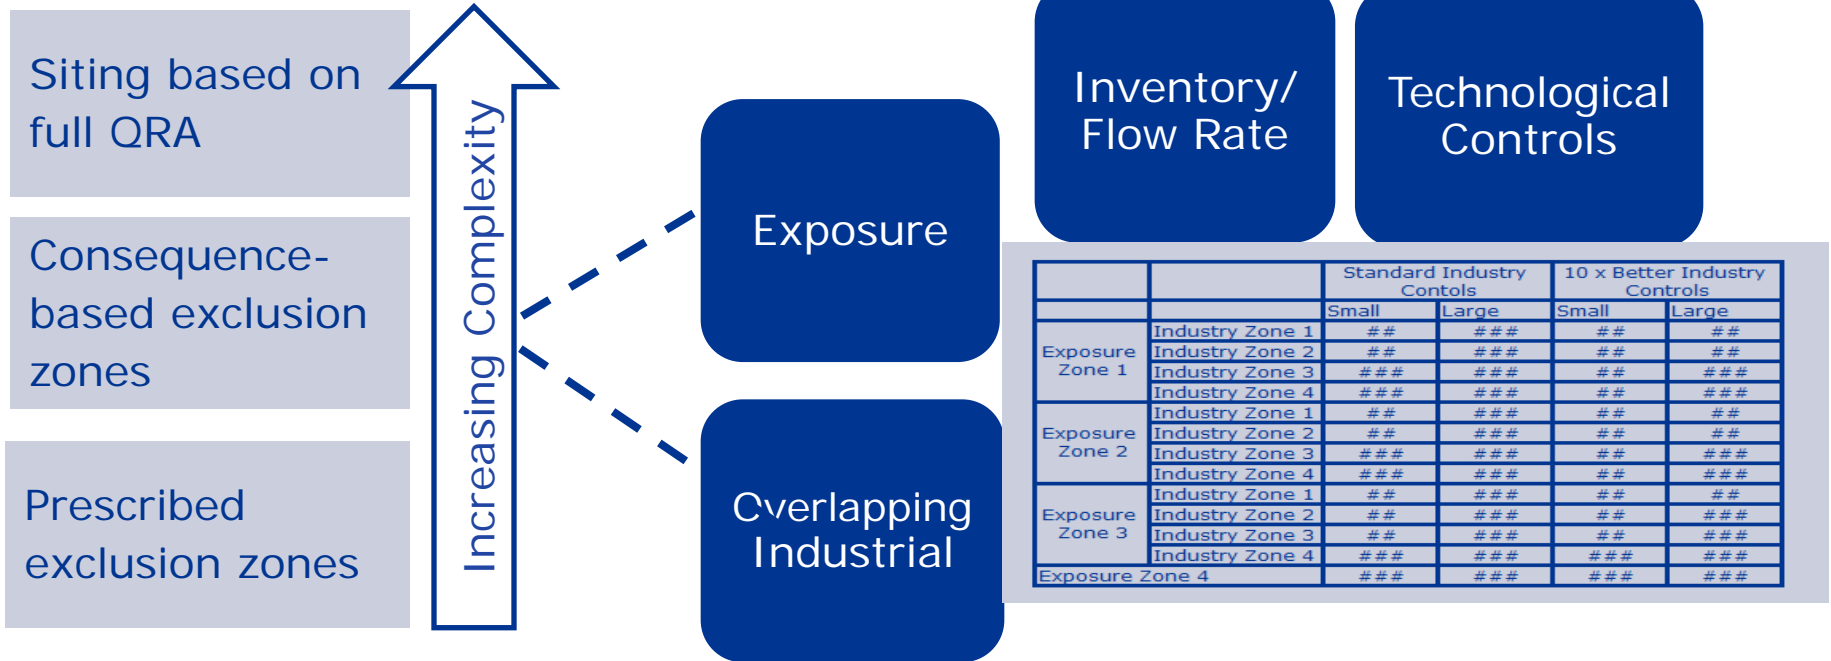 Siting based on
full QRA
Consequence-
based exclusion
zones
Prescribed
exclusion zones
Increasing Complexity
Exposure
Overlapping
Industrial
Inventory/
Flow Rate
Technological
Controls
Standard Industry Contols 10 x Better Industry Controls
Small Large Small Large
Exposure Zone 1 Industry Zone 1 ## ### ## ##
Industry Zone 2 ## ### ## ##
Industry Zone 3 ### ### ## ###
Industry Zone 4 ### ### ## ###
Exposure Zone 2 Industry Zone 1 ## ### ## ##
Industry Zone 2 ## ### ## ##
Industry Zone 3 ### ### ## ###
Industry Zone 4 ### ### ## ###
Exposure Zone 3 Industry Zone 1 ## ### ## ##
Industry Zone 2 ## ### ## ###
Industry Zone 3 ## ### ## ###
Industry Zone 4 ### ### ### ###
Exposure Zone 4 ### ### ### ###